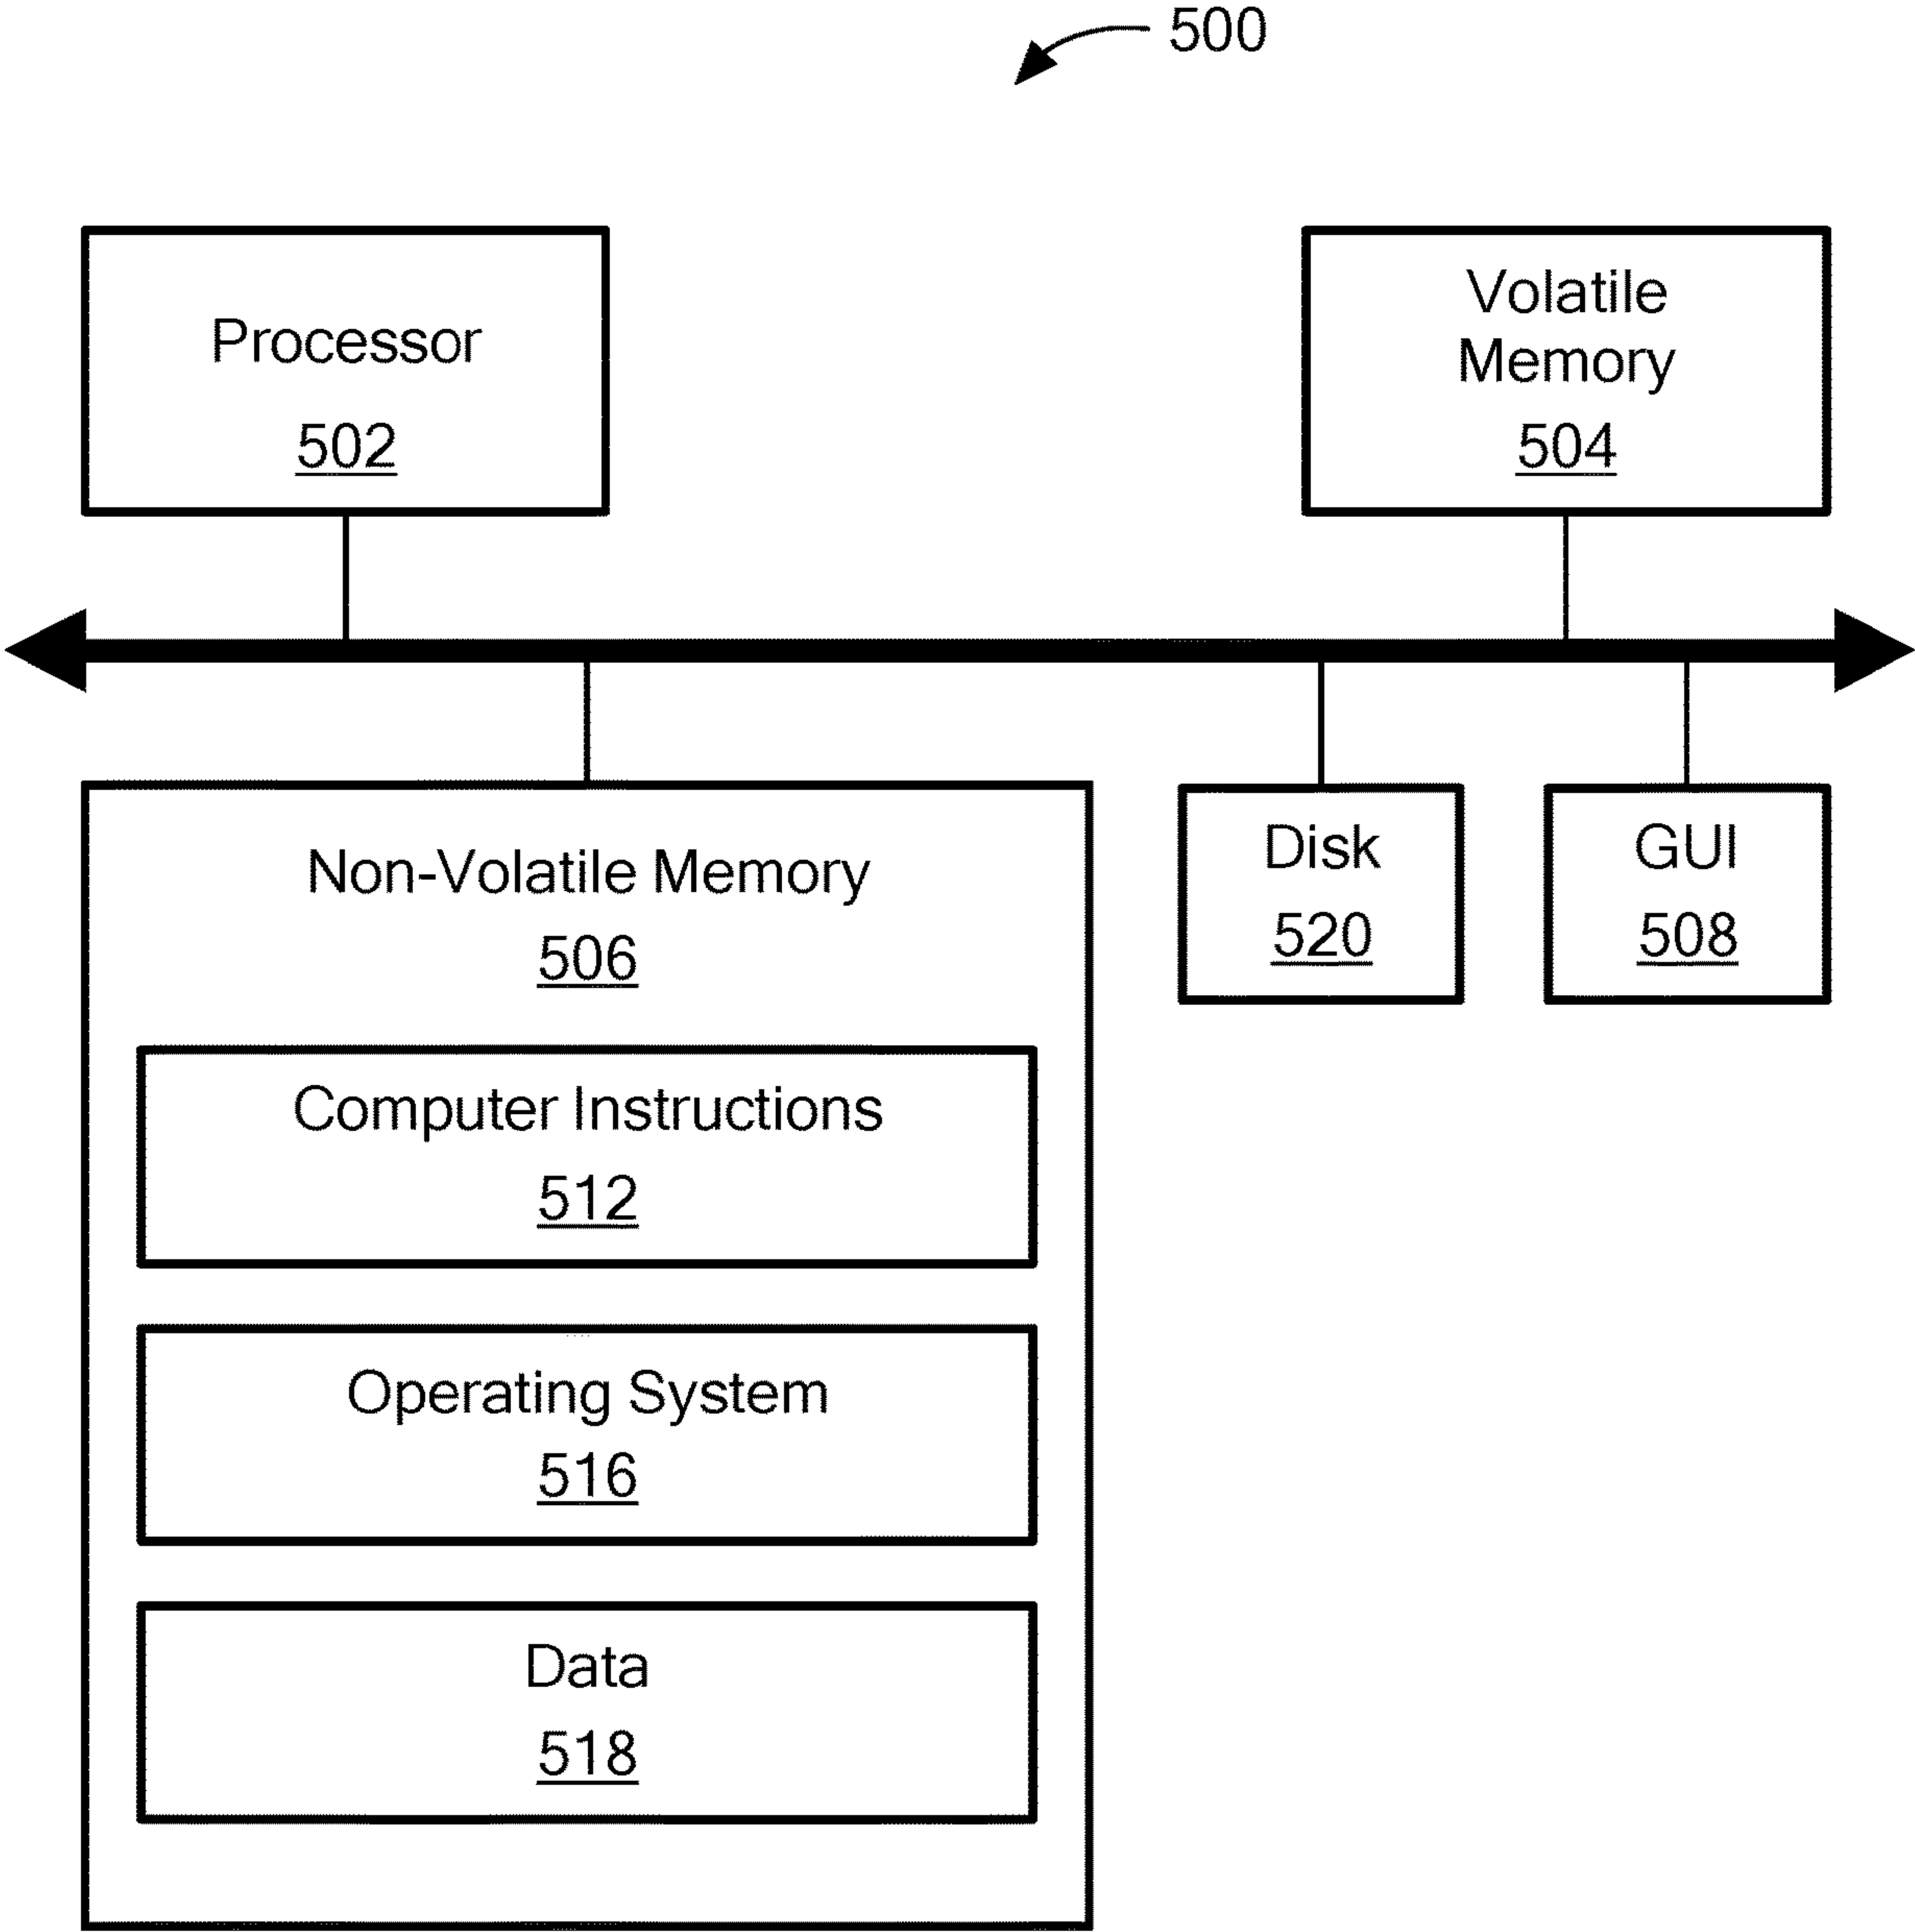 500
Processor
502
Volatile
Memory
504
Non-Volatile Memory
506
Disk
520
GUI
508
Computer Instructions
512
Operating System
516
Data
518